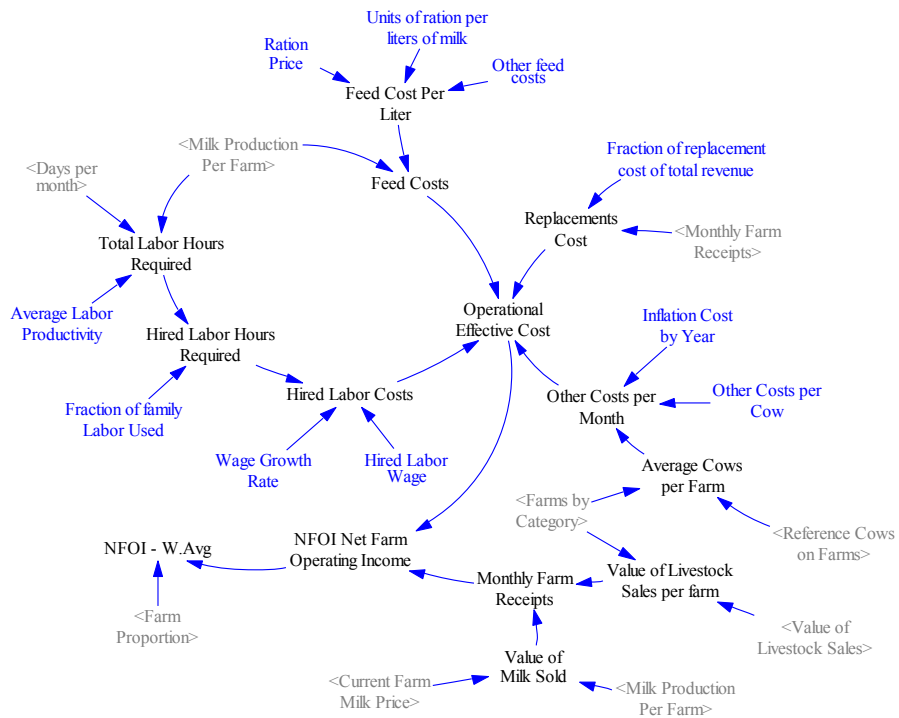 Units of ration per
liters of milk
Ration
Price
Other feed
costs
Feed Cost Per
Liter
<Milk Production
Per Farm>
<Days per
month>
Feed Costs
Fraction of replacement
cost of total revenue
Replacements
Cost
<Monthly Farm
Receipts>
Total Labor Hours
Required
Average Labor
Productivity
Hired Labor Hours
Required
Operational
Effective Cost
Inflation Cost
by Year
Fraction of family
Labor Used
Hired Labor Costs
Other Costs per
Month
Other Costs per
Cow
Wage Growth
Rate
Hired Labor
Wage
Average Cows
per Farm
<Farms by
Category>
<Reference Cows
on Farms>
NFOI - W.Avg
NFOI Net Farm
Operating Income
Monthly Farm
Receipts
Value of Livestock
Sales per farm
<Farm
Proportion>
<Value of
Livestock Sales>
Value of
Milk Sold
<Current Farm
Milk Price>
<Milk Production
Per Farm>